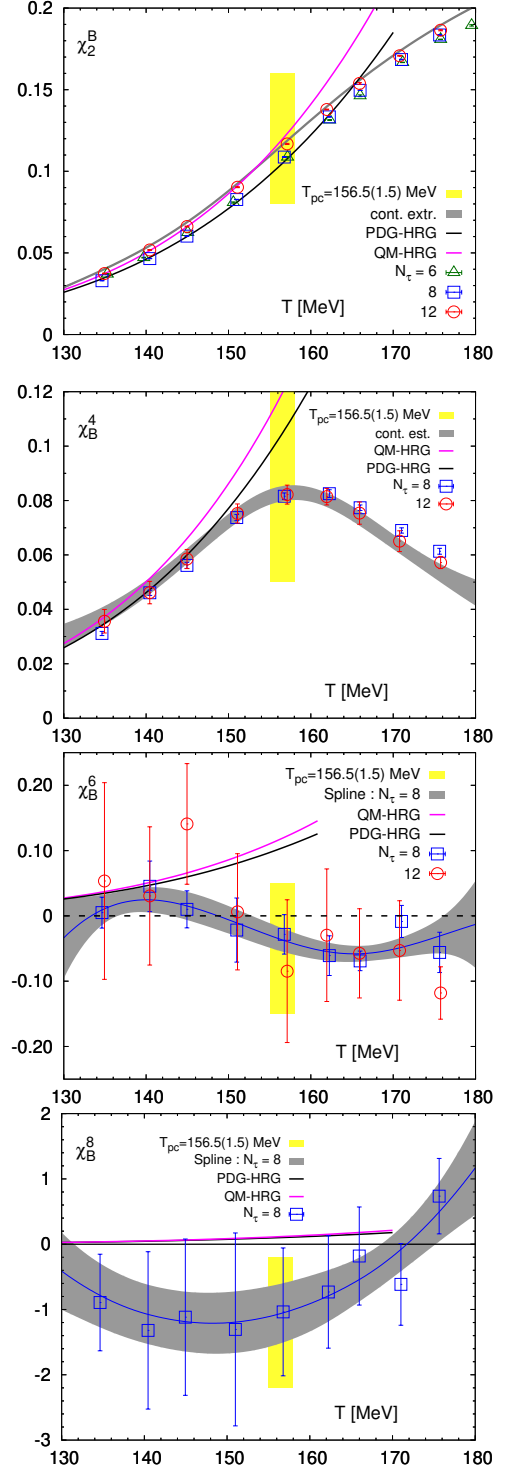 0.2
χ₂ᴮ
0.15
0.1
T_pc=156.5(1.5) MeV
cont. extr.
PDG-HRG
0.05
QM-HRG
N_τ = 6
8
T [MeV]
12
0
130 140 150 160 170 180
0.12
T_pc=156.5(1.5) MeV
χ_B⁴
cont. est.
0.10
QM-HRG
PDG-HRG
N_τ = 8
0.08
12
0.06
0.04
0.02
T [MeV]
0
130 140 150 160 170 180
T_pc=156.5(1.5) MeV
0.20
χ_B⁶
Spline : N_τ = 8
QM-HRG
PDG-HRG
0.10
N_τ = 8
12
0
-0.10
-0.20
T [MeV]
130 140 150 160 170 180
2
T_pc=156.5(1.5) MeV
χ_B⁸
Spline : N_τ = 8
PDG-HRG
QM-HRG
1
N_τ = 8
0
-1
-2
T [MeV]
-3
130 140 150 160 170 180